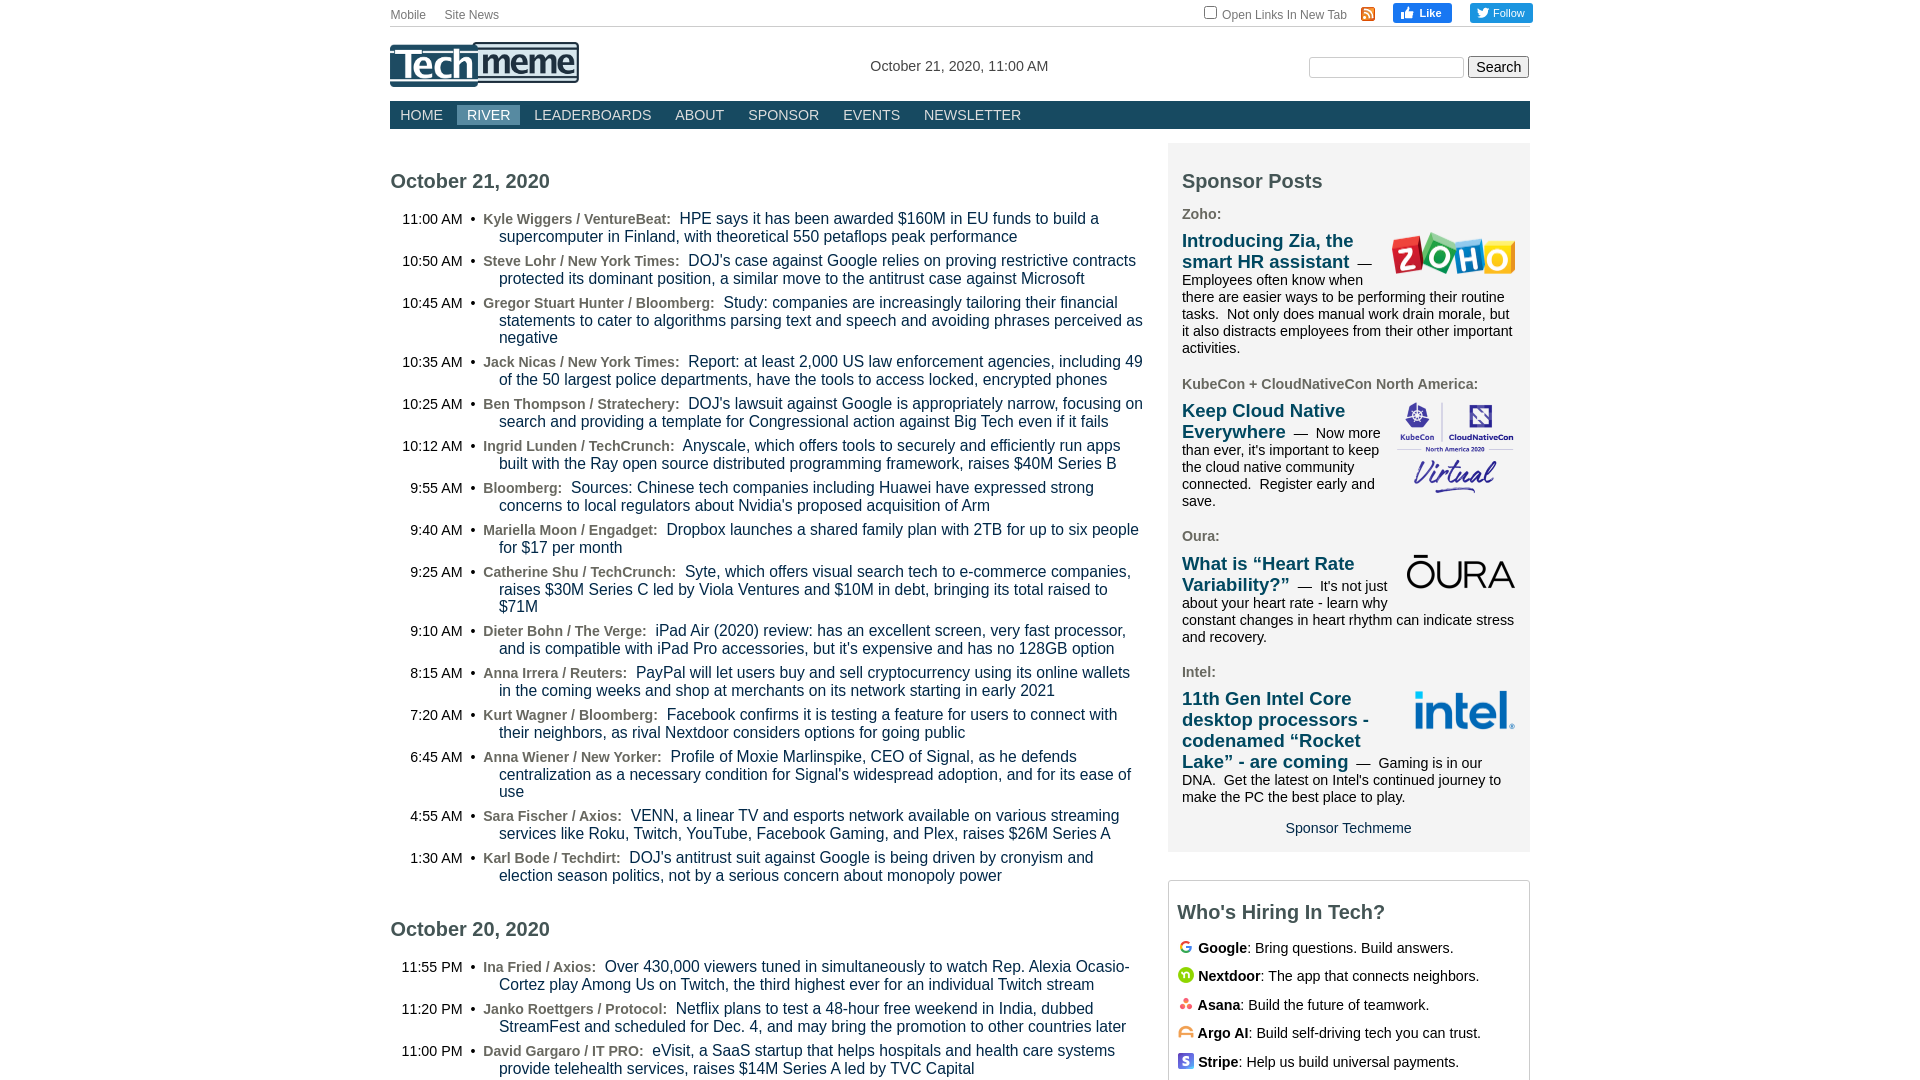 Mobile Site News Open Links In New Tab Like Follow
Techmeme
October 21, 2020, 11:00 AM
Search
HOME RIVER LEADERBOARDS ABOUT SPONSOR EVENTS NEWSLETTER
October 21, 2020
11:00 AM • Kyle Wiggers / VentureBeat: HPE says it has been awarded $160M in EU funds to build a
supercomputer in Finland, with theoretical 550 petaflops peak performance
10:50 AM • Steve Lohr / New York Times: DOJ's case against Google relies on proving restrictive contracts
protected its dominant position, a similar move to the antitrust case against Microsoft
10:45 AM • Gregor Stuart Hunter / Bloomberg: Study: companies are increasingly tailoring their financial
statements to cater to algorithms parsing text and speech and avoiding phrases perceived as
negative
10:35 AM • Jack Nicas / New York Times: Report: at least 2,000 US law enforcement agencies, including 49
of the 50 largest police departments, have the tools to access locked, encrypted phones
10:25 AM • Ben Thompson / Stratechery: DOJ's lawsuit against Google is appropriately narrow, focusing on
search and providing a template for Congressional action against Big Tech even if it fails
10:12 AM • Ingrid Lunden / TechCrunch: Anyscale, which offers tools to securely and efficiently run apps
built with the Ray open source distributed programming framework, raises $40M Series B
9:55 AM • Bloomberg: Sources: Chinese tech companies including Huawei have expressed strong
concerns to local regulators about Nvidia's proposed acquisition of Arm
9:40 AM • Mariella Moon / Engadget: Dropbox launches a shared family plan with 2TB for up to six people
for $17 per month
9:25 AM • Catherine Shu / TechCrunch: Syte, which offers visual search tech to e-commerce companies,
raises $30M Series C led by Viola Ventures and $10M in debt, bringing its total raised to
$71M
9:10 AM • Dieter Bohn / The Verge: iPad Air (2020) review: has an excellent screen, very fast processor,
and is compatible with iPad Pro accessories, but it's expensive and has no 128GB option
8:15 AM • Anna Irrera / Reuters: PayPal will let users buy and sell cryptocurrency using its online wallets
in the coming weeks and shop at merchants on its network starting in early 2021
7:20 AM • Kurt Wagner / Bloomberg: Facebook confirms it is testing a feature for users to connect with
their neighbors, as rival Nextdoor considers options for going public
6:45 AM • Anna Wiener / New Yorker: Profile of Moxie Marlinspike, CEO of Signal, as he defends
centralization as a necessary condition for Signal's widespread adoption, and for its ease of
use
4:55 AM • Sara Fischer / Axios: VENN, a linear TV and esports network available on various streaming
services like Roku, Twitch, YouTube, Facebook Gaming, and Plex, raises $26M Series A
1:30 AM • Karl Bode / Techdirt: DOJ's antitrust suit against Google is being driven by cronyism and
election season politics, not by a serious concern about monopoly power
October 20, 2020
11:55 PM • Ina Fried / Axios: Over 430,000 viewers tuned in simultaneously to watch Rep. Alexia Ocasio-
Cortez play Among Us on Twitch, the third highest ever for an individual Twitch stream
11:20 PM • Janko Roettgers / Protocol: Netflix plans to test a 48-hour free weekend in India, dubbed
StreamFest and scheduled for Dec. 4, and may bring the promotion to other countries later
11:00 PM • David Gargaro / IT PRO: eVisit, a SaaS startup that helps hospitals and health care systems
provide telehealth services, raises $14M Series A led by TVC Capital
Sponsor Posts
Zoho:
Introducing Zia, the
smart HR assistant —
ZOHO
Employees often know when
there are easier ways to be performing their routine
tasks. Not only does manual work drain morale, but
it also distracts employees from their other important
activities.
KubeCon + CloudNativeCon North America:
Keep Cloud Native
Everywhere — Now more
than ever, it's important to keep
the cloud native community
connected. Register early and
save.
KubeCon CloudNativeCon
North America 2020
Virtual
Oura:
What is “Heart Rate
Variability?” — It's not just
about your heart rate - learn why
constant changes in heart rhythm can indicate stress
and recovery.
ŌURA
Intel:
11th Gen Intel Core
desktop processors -
codenamed “Rocket
Lake” - are coming — Gaming is in our
DNA. Get the latest on Intel's continued journey to
make the PC the best place to play.
intel®
Sponsor Techmeme
Who's Hiring In Tech?
Google: Bring questions. Build answers.
Nextdoor: The app that connects neighbors.
Asana: Build the future of teamwork.
Argo AI: Build self-driving tech you can trust.
Stripe: Help us build universal payments.